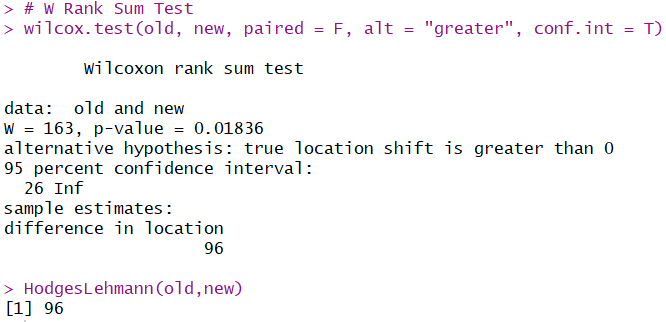 > # W Rank Sum Test
> wilcox.test(old, new, paired = F, alt = "greater", conf.int = T)
Wilcoxon rank sum test
data:  old and new
W = 163, p-value = 0.01836
alternative hypothesis: true location shift is greater than 0
95 percent confidence interval:
26 Inf
sample estimates:
difference in location
96
> HodgesLehmann(old,new)
[1] 96